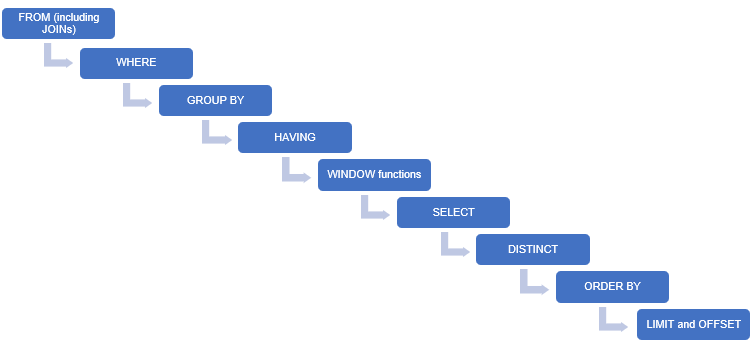 FROM (including
JOINs)
WHERE
GROUP BY
HAVING
WINDOW functions
SELECT
DISTINCT
ORDER BY
LIMIT and OFFSET